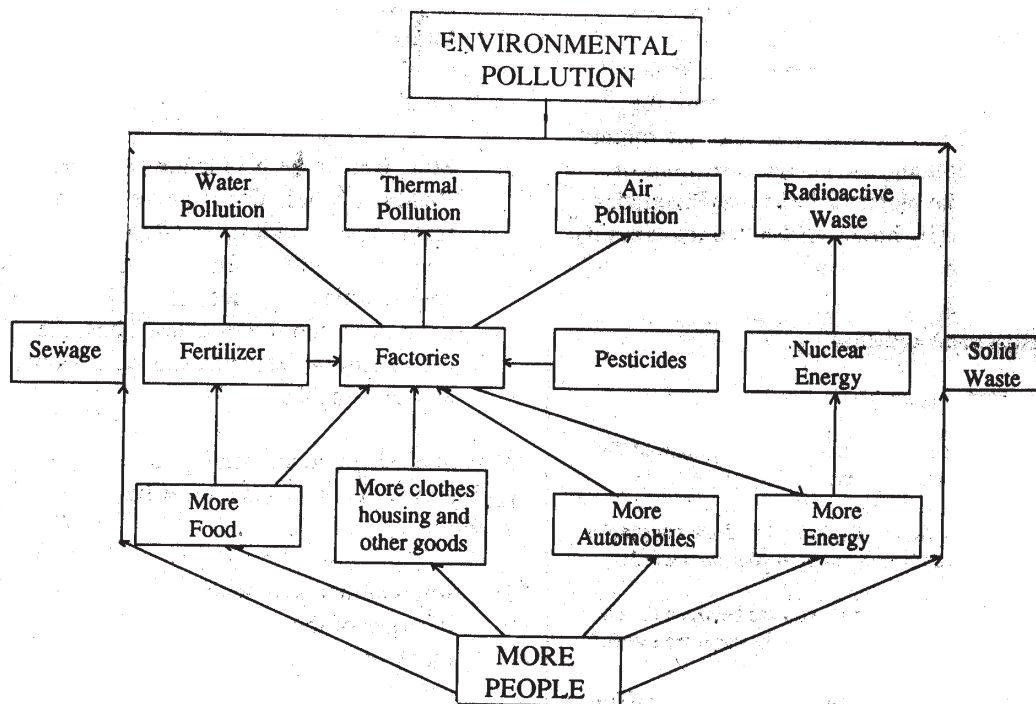 ENVIRONMENTAL
POLLUTION
Water
Pollution
Thermal
Pollution
Air
Pollution
Radioactive
Waste
Sewage
Fertilizer
Factories
Pesticides
Nuclear
Energy
Solid
Waste
More
Food
More clothes
housing and
other goods
More
Automobiles
More
Energy
MORE
PEOPLE